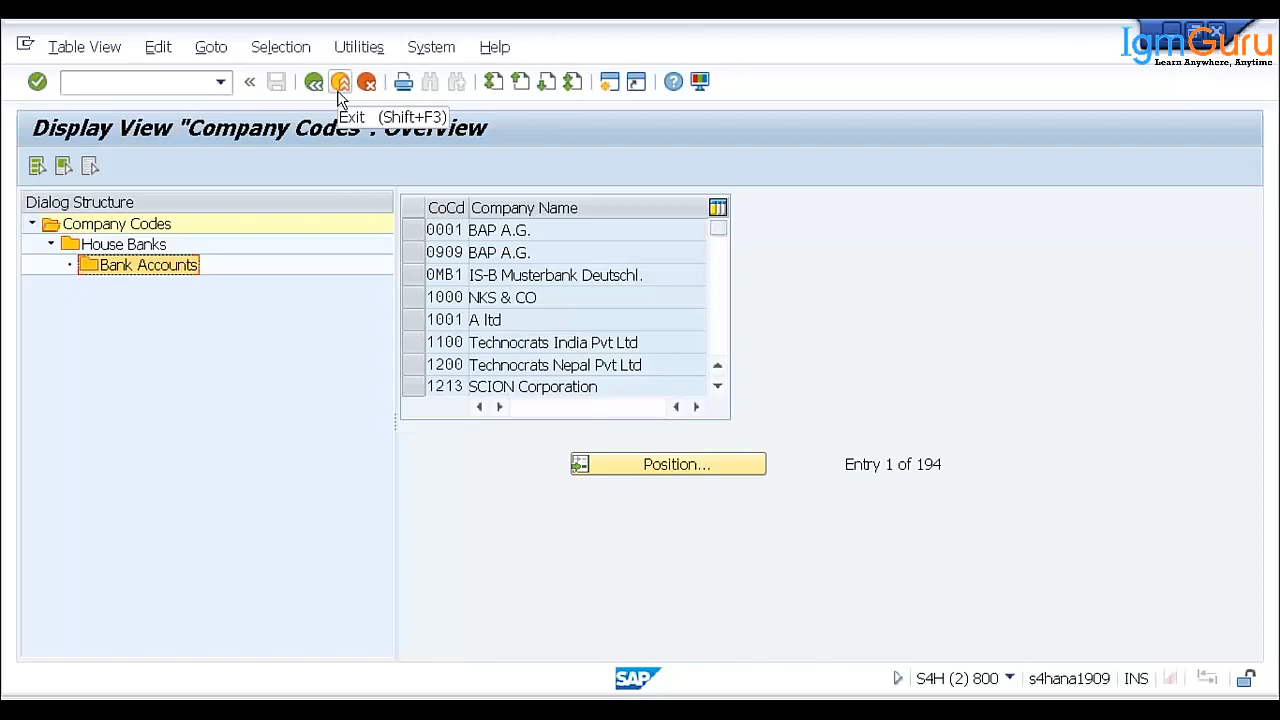 IgmGuru
Learn Anywhere, Anytime
Table View Edit Goto Selection Utilities System Help
Exit (Shift+F3)
Display View "Company Codes": Overview
Dialog Structure
Company Codes
House Banks
Bank Accounts
CoCd Company Name
0001 BAP A.G.
0909 BAP A.G.
0MB1 IS-B Musterbank Deutschl.
1000 NKS & CO
1001 A ltd
1100 Technocrats India Pvt Ltd
1200 Technocrats Nepal Pvt Ltd
1213 SCION Corporation
Position... Entry 1 of 194
SAP S4H (2) 800 s4hana1909 INS